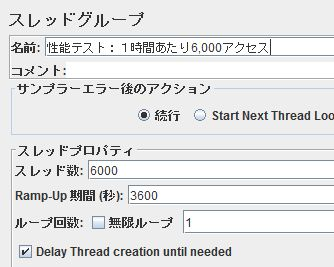 スレッドグループ
名前: 性能テスト：１時間あたり6,000アクセス
コメント:
サンプラーエラー後のアクション
続行 Start Next Thread Loo
スレッドプロパティ
スレッド数: 6000
Ramp-Up 期間 (秒): 3600
ループ回数: 無限ループ 1
Delay Thread creation until needed